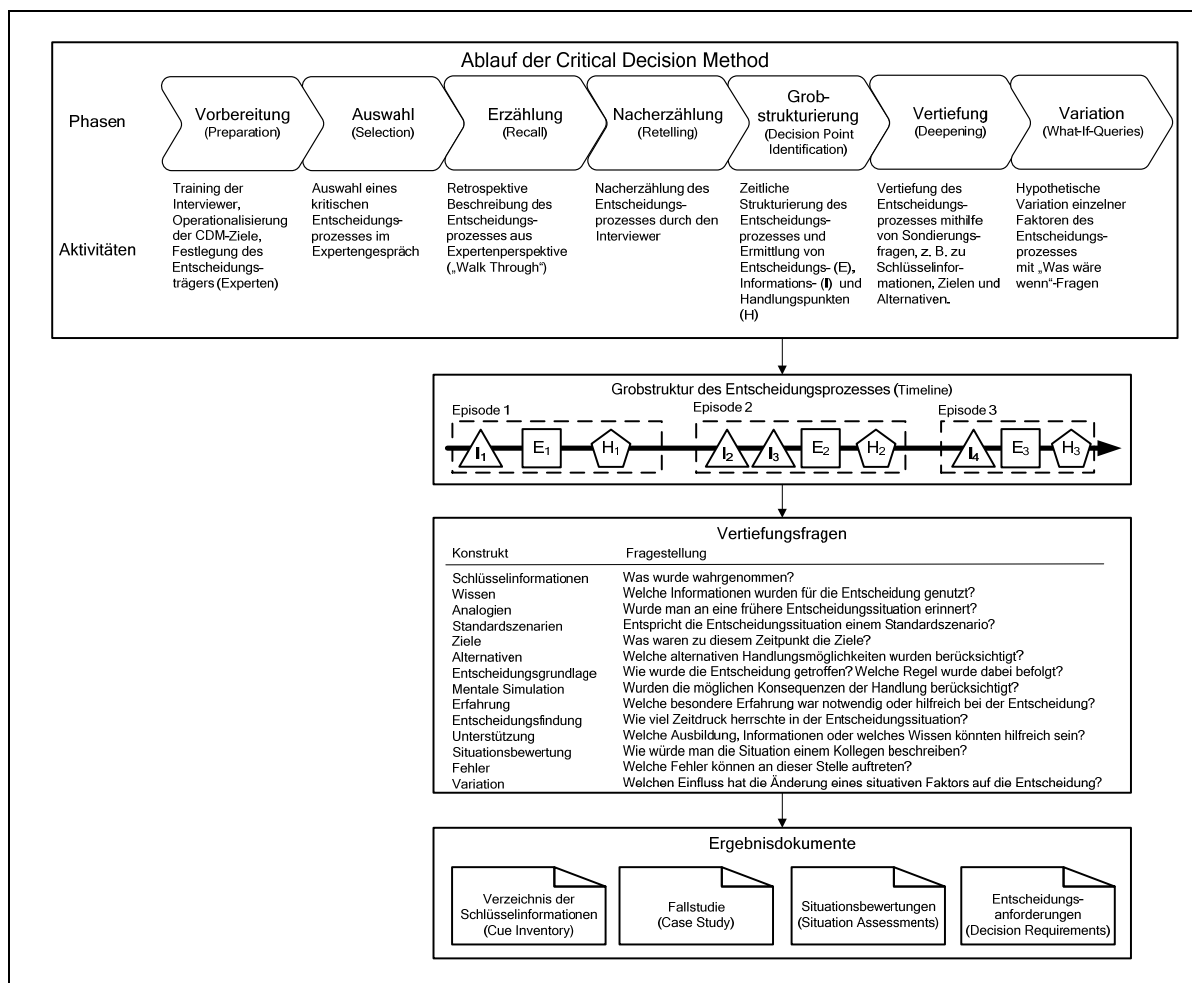 Ablauf der Critical Decision Method
Phasen
Vorbereitung
(Preparation)
Auswahl
(Selection)
Erzählung
(Recall)
Nacherzählung
(Retelling)
Grob-
strukturierung
(Decision Point
Identification)
Vertiefung
(Deepening)
Variation
(What-If-Queries)
Aktivitäten
Training der
Interviewer,
Operationalisierung
der CDM-Ziele,
Festlegung des
Entscheidungs-
trägers (Experten)
Auswahl eines
kritischen
Entscheidungs-
prozesses im
Expertengespräch
Retrospektive
Beschreibung des
Entscheidungs-
prozesses aus
Expertenperspektive
(„Walk Through“)
Nacherzählung des
Entscheidungs-
prozesses durch den
Interviewer
Zeitliche
Strukturierung des
Entscheidungs-
prozesses und
Ermittlung von
Entscheidungs- (E),
Informations- (I) und
Handlungspunkten
(H)
Vertiefung des
Entscheidungs-
prozesses mithilfe
von Sondierungs-
fragen, z. B. zu
Schlüsselinfor-
mationen, Zielen und
Alternativen.
Hypothetische
Variation einzelner
Faktoren des
Entscheidungs-
prozesses
mit „Was wäre
wenn“-Fragen
Grobstruktur des Entscheidungsprozesses (Timeline)
Episode 1
I1 E1 H1
Episode 2
I2 I3 E2 H2
Episode 3
I4 E3 H3
Vertiefungsfragen
Konstrukt Fragestellung
Schlüsselinformationen Was wurde wahrgenommen?
Wissen Welche Informationen wurden für die Entscheidung genutzt?
Analogien Wurde man an eine frühere Entscheidungssituation erinnert?
Standardszenarien Entspricht die Entscheidungssituation einem Standardszenario?
Ziele Was waren zu diesem Zeitpunkt die Ziele?
Alternativen Welche alternativen Handlungsmöglichkeiten wurden berücksichtigt?
Entscheidungsgrundlage Wie wurde die Entscheidung getroffen? Welche Regel wurde dabei befolgt?
Mentale Simulation Wurden die möglichen Konsequenzen der Handlung berücksichtigt?
Erfahrung Welche besondere Erfahrung war notwendig oder hilfreich bei der Entscheidung?
Entscheidungsfindung Wie viel Zeitdruck herrschte in der Entscheidungssituation?
Unterstützung Welche Ausbildung, Informationen oder welches Wissen könnten hilfreich sein?
Situationsbewertung Wie würde man die Situation einem Kollegen beschreiben?
Fehler Welche Fehler können an dieser Stelle auftreten?
Variation Welchen Einfluss hat die Änderung eines situativen Faktors auf die Entscheidung?
Ergebnisdokumente
Verzeichnis der
Schlüsselinformationen
(Cue Inventory)
Fallstudie
(Case Study)
Situationsbewertungen
(Situation Assessments)
Entscheidungs-
anforderungen
(Decision Requirements)